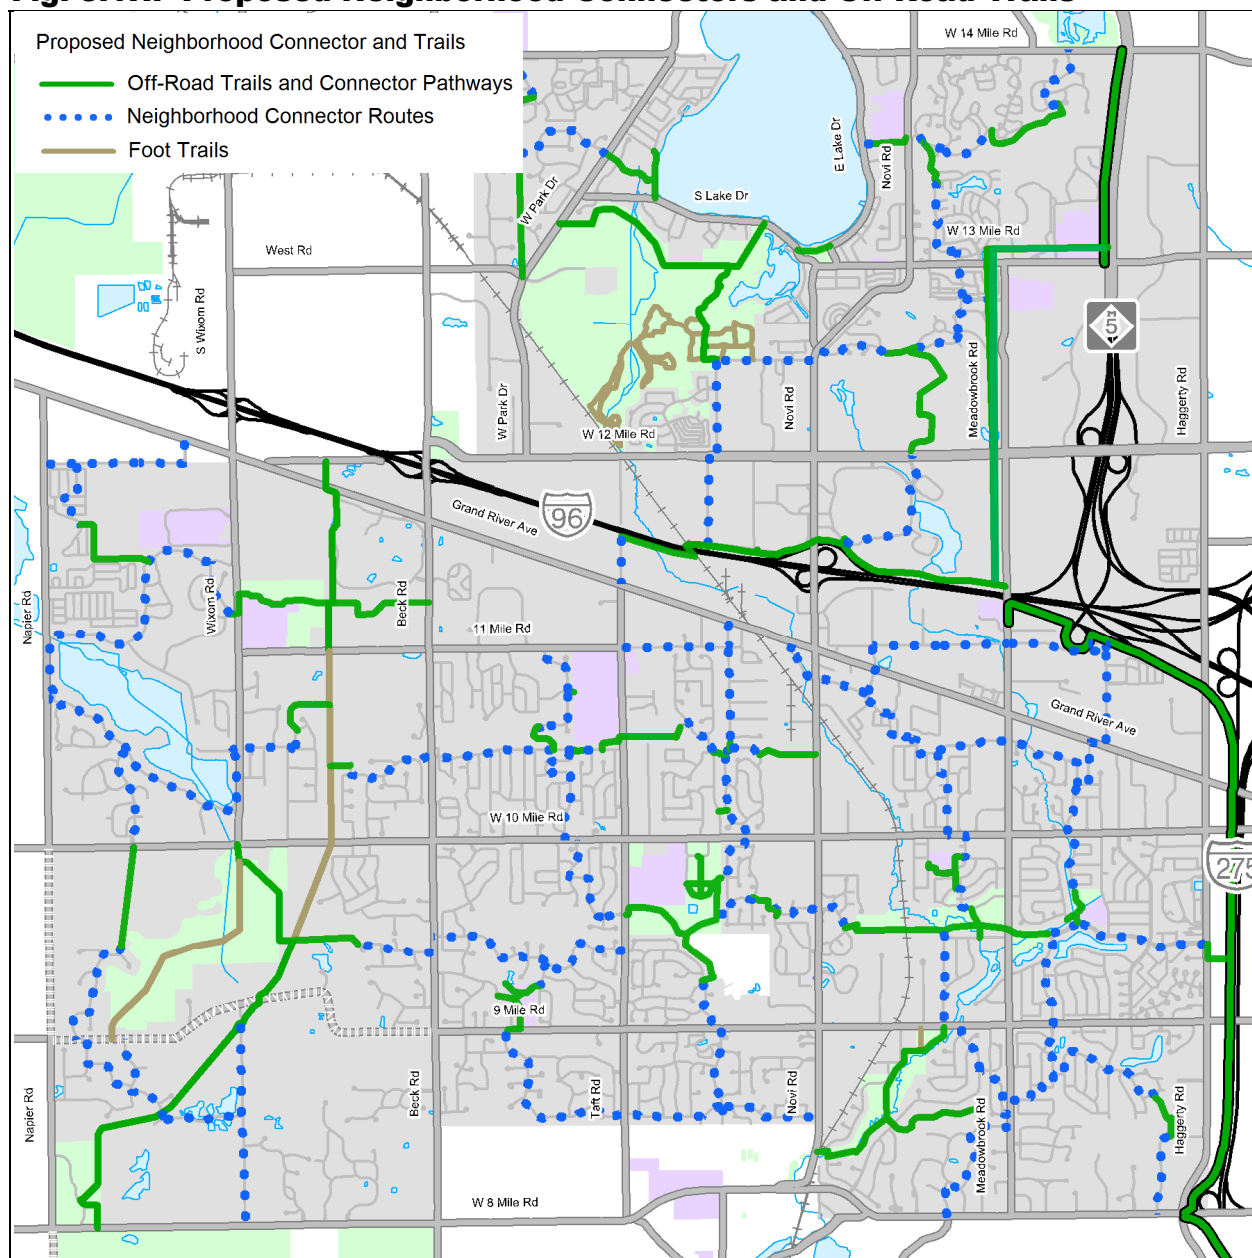 Proposed Neighborhood Connector and Trails
Off-Road Trails and Connector Pathways
Neighborhood Connector Routes
Foot Trails
W 14 Mile Rd
E Lake Dr
Novi Rd
S Lake Dr
W Park Dr
W 13 Mile Rd
West Rd
S Wixom Rd
M
5
Meadowbrook Rd
Haggerty Rd
W Park Dr
Novi Rd
W 12 Mile Rd
Grand River Ave
96
Napier Rd
Wixom Rd
Beck Rd
11 Mile Rd
Grand River Ave
W 10 Mile Rd
275
9 Mile Rd
Napier Rd
Beck Rd
Taft Rd
Novi Rd
Meadowbrook Rd
Haggerty Rd
W 8 Mile Rd